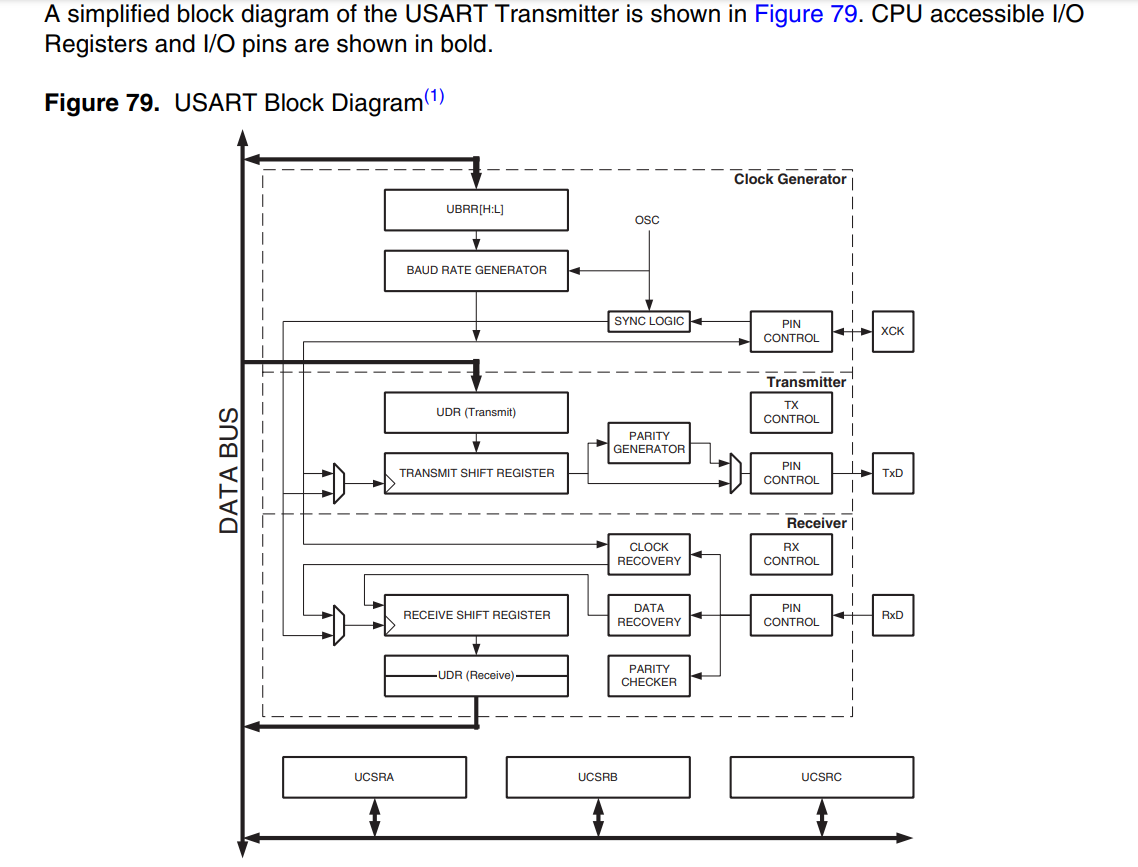 A simplified block diagram of the USART Transmitter is shown in Figure 79. CPU accessible I/O
Registers and I/O pins are shown in bold.
Figure 79. USART Block Diagram(1)
Clock Generator
UBRR[H:L]
OSC
BAUD RATE GENERATOR
SYNC LOGIC
PIN
CONTROL
XCK
Transmitter
UDR (Transmit)
TX
CONTROL
PARITY
GENERATOR
TRANSMIT SHIFT REGISTER
PIN
CONTROL
TxD
DATA BUS
Receiver
CLOCK
RECOVERY
RX
CONTROL
RECEIVE SHIFT REGISTER
DATA
RECOVERY
PIN
CONTROL
RxD
UDR (Receive)
PARITY
CHECKER
UCSRA
UCSRB
UCSRC